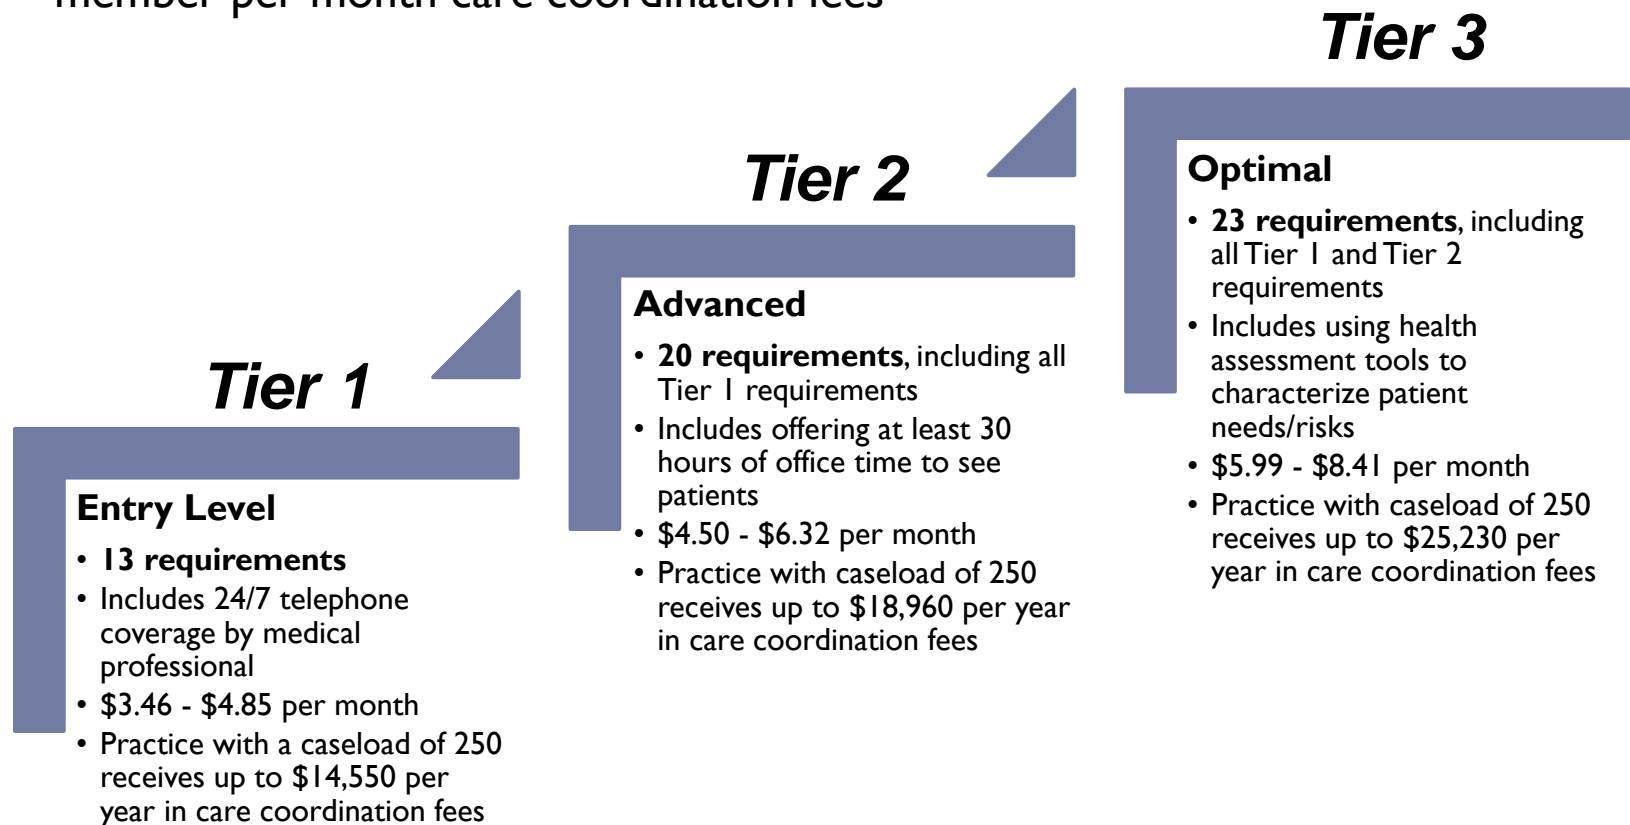 member per month care coordination fees
Tier 1
Entry Level
• 13 requirements
• Includes 24/7 telephone
coverage by medical
professional
• $3.46 - $4.85 per month
• Practice with a caseload of 250
receives up to $14,550 per
year in care coordination fees
Tier 2
Advanced
• 20 requirements, including all
Tier 1 requirements
• Includes offering at least 30
hours of office time to see
patients
• $4.50 - $6.32 per month
• Practice with caseload of 250
receives up to $18,960 per year
in care coordination fees
Tier 3
Optimal
• 23 requirements, including
all Tier 1 and Tier 2
requirements
• Includes using health
assessment tools to
characterize patient
needs/risks
• $5.99 - $8.41 per month
• Practice with caseload of 250
receives up to $25,230 per
year in care coordination fees